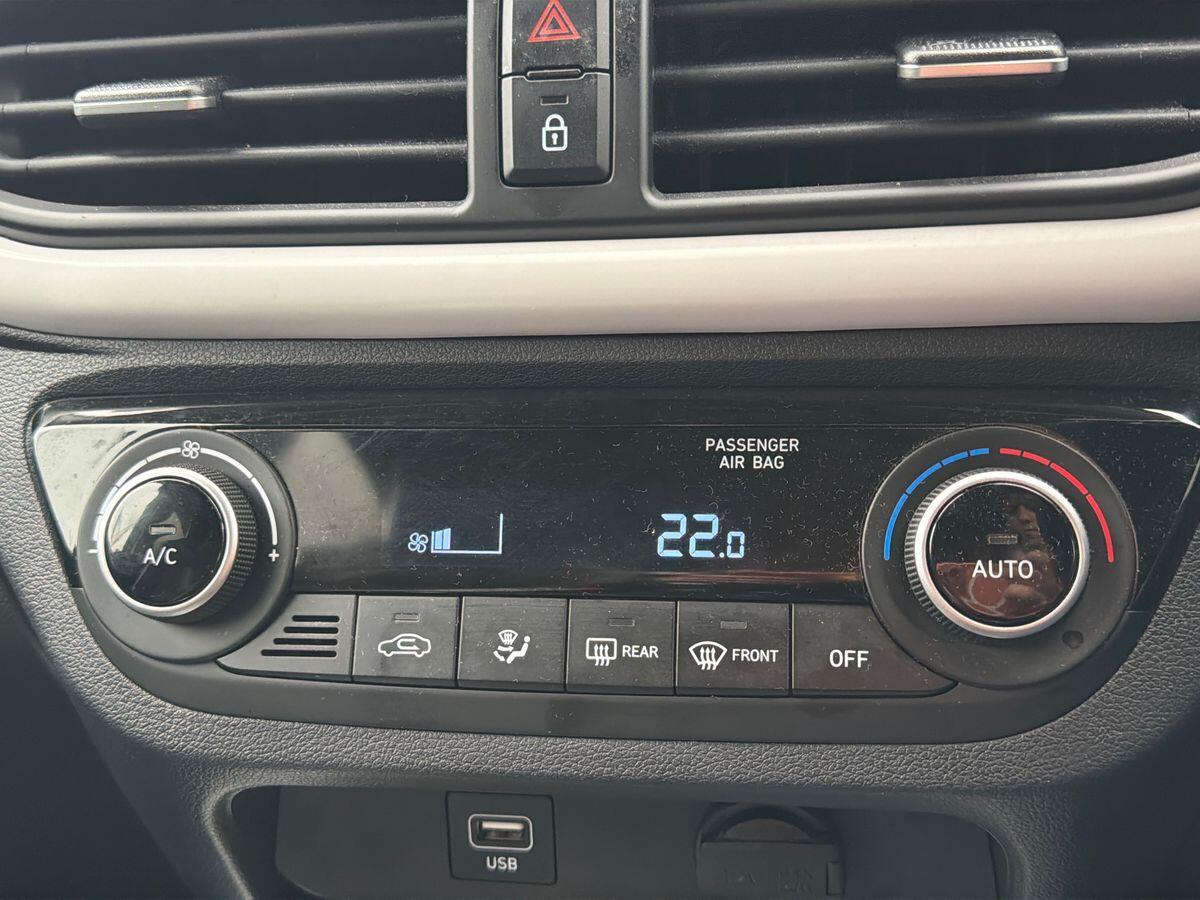 PASSENGER
AIR BAG
A/C
- +
22.0
AUTO
REAR
FRONT
OFF
USB